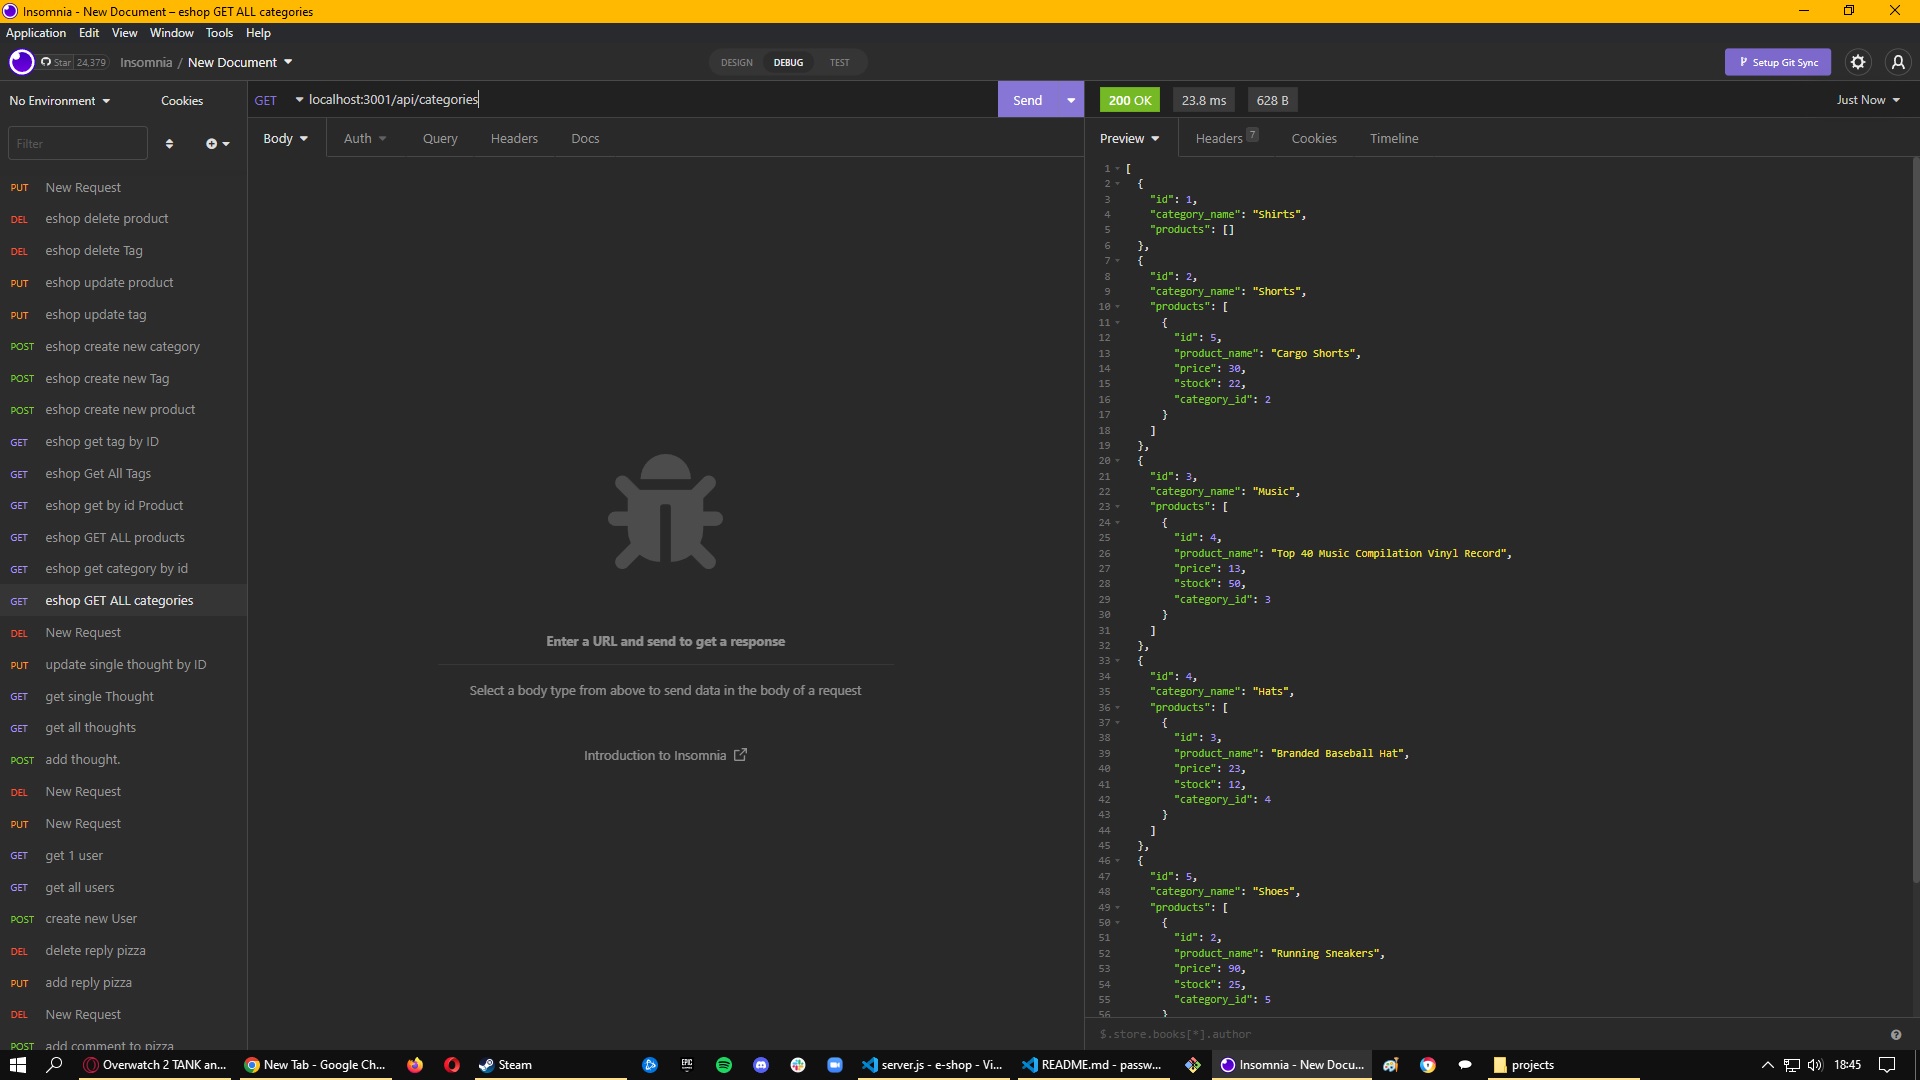 Insomnia - New Document – eshop GET ALL categories
Application Edit View Window Tools Help
Star 24,379 Insomnia / New Document
DESIGN DEBUG TEST
Setup Git Sync
No Environment Cookies
GET localhost:3001/api/categories
Send
200 OK 23.8 ms 628 B Just Now
Filter
Body Auth Query Headers Docs
Preview Headers 7 Cookies Timeline
PUT New Request
DEL eshop delete product
DEL eshop delete Tag
PUT eshop update product
PUT eshop update tag
POST eshop create new category
POST eshop create new Tag
POST eshop create new product
GET eshop get tag by ID
GET eshop Get All Tags
GET eshop get by id Product
GET eshop GET ALL products
GET eshop get category by id
GET eshop GET ALL categories
DEL New Request
PUT update single thought by ID
GET get single Thought
GET get all thoughts
POST add thought.
DEL New Request
PUT New Request
GET get 1 user
GET get all users
POST create new User
DEL delete reply pizza
PUT add reply pizza
DEL New Request
POST add comment to pizza
Enter a URL and send to get a response
Select a body type from above to send data in the body of a request
Introduction to Insomnia
1 [
2 {
3 "id": 1,
4 "category_name": "Shirts",
5 "products": []
6 },
7 {
8 "id": 2,
9 "category_name": "Shorts",
10 "products": [
11 {
12 "id": 5,
13 "product_name": "Cargo Shorts",
14 "price": 30,
15 "stock": 22,
16 "category_id": 2
17 }
18 ]
19 },
20 {
21 "id": 3,
22 "category_name": "Music",
23 "products": [
24 {
25 "id": 4,
26 "product_name": "Top 40 Music Compilation Vinyl Record",
27 "price": 13,
28 "stock": 50,
29 "category_id": 3
30 }
31 ]
32 },
33 {
34 "id": 4,
35 "category_name": "Hats",
36 "products": [
37 {
38 "id": 3,
39 "product_name": "Branded Baseball Hat",
40 "price": 23,
41 "stock": 12,
42 "category_id": 4
43 }
44 ]
45 },
46 {
47 "id": 5,
48 "category_name": "Shoes",
49 "products": [
50 {
51 "id": 2,
52 "product_name": "Running Sneakers",
53 "price": 90,
54 "stock": 25,
55 "category_id": 5
56 }
$.store.books[*].author
Overwatch 2 TANK an... New Tab - Google Ch... Steam EPIC server.js - e-shop - Vi... README.md - passw... Insomnia - New Docu... projects 18:45